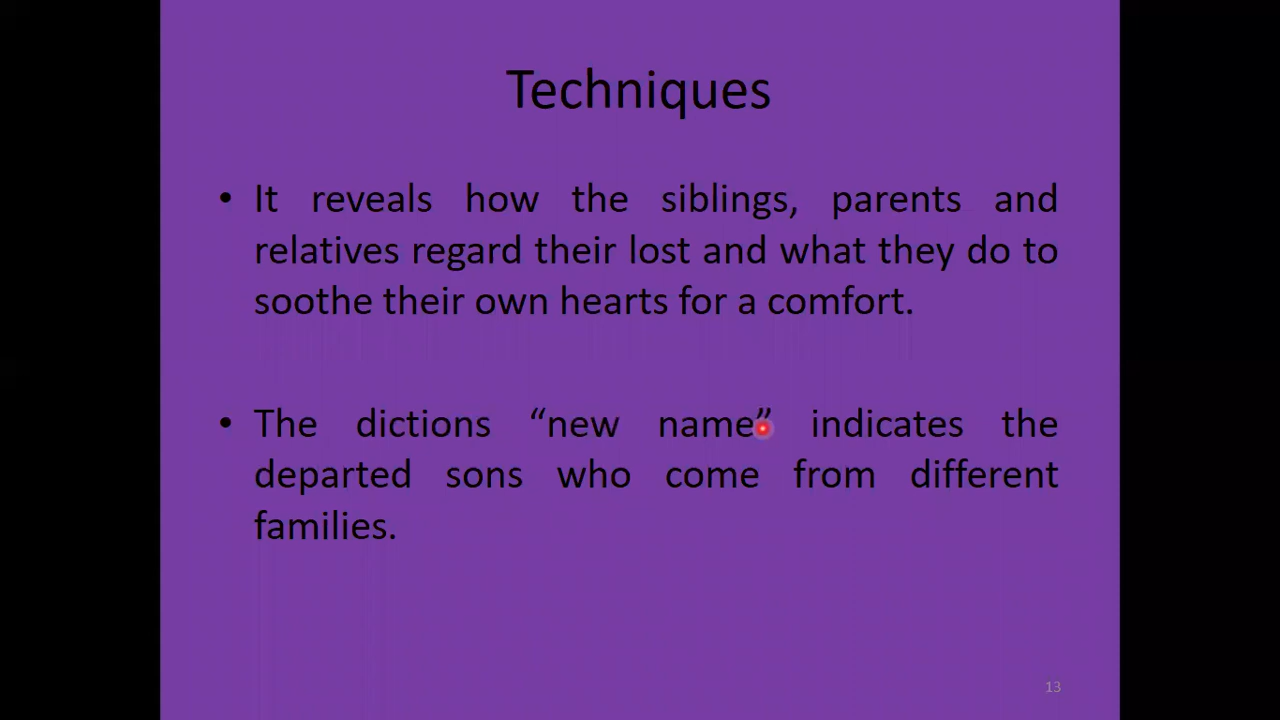 Techniques
• It reveals how the siblings, parents and
relatives regard their lost and what they do to
soothe their own hearts for a comfort.
• The dictions “new name” indicates the
departed sons who come from different
families.
13